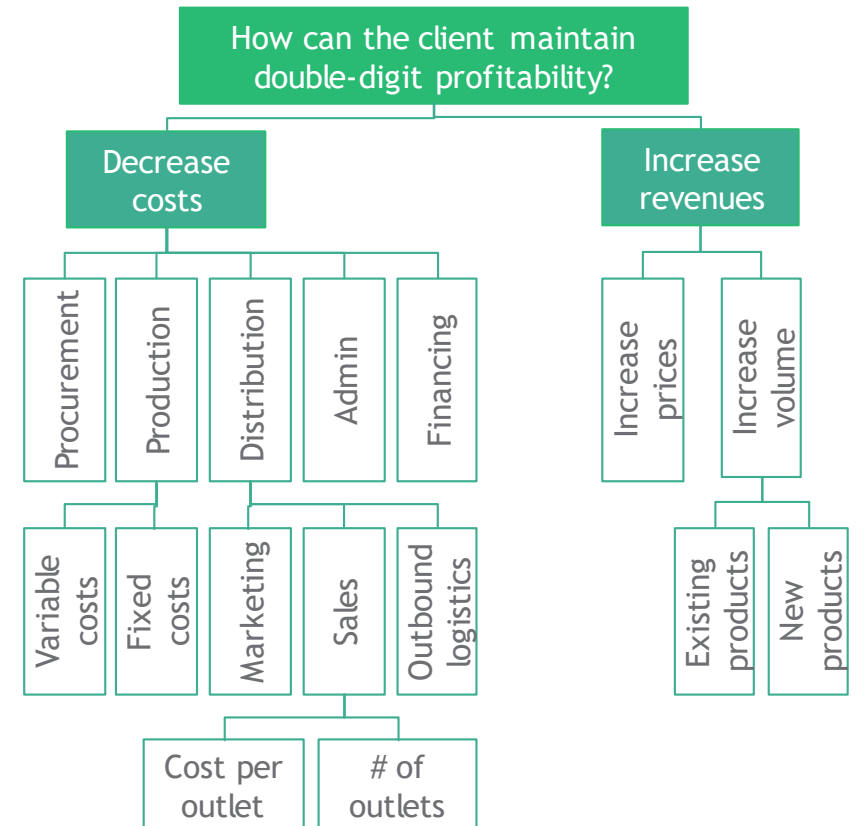 How can the client maintain
double-digit profitability?
Decrease
costs
Increase
revenues
Procurement
Production
Distribution
Admin
Financing
Increase
prices
Increase
volume
Variable
costs
Fixed
costs
Marketing
Sales
Outbound
logistics
Existing
products
New
products
Cost per
outlet
# of
outlets